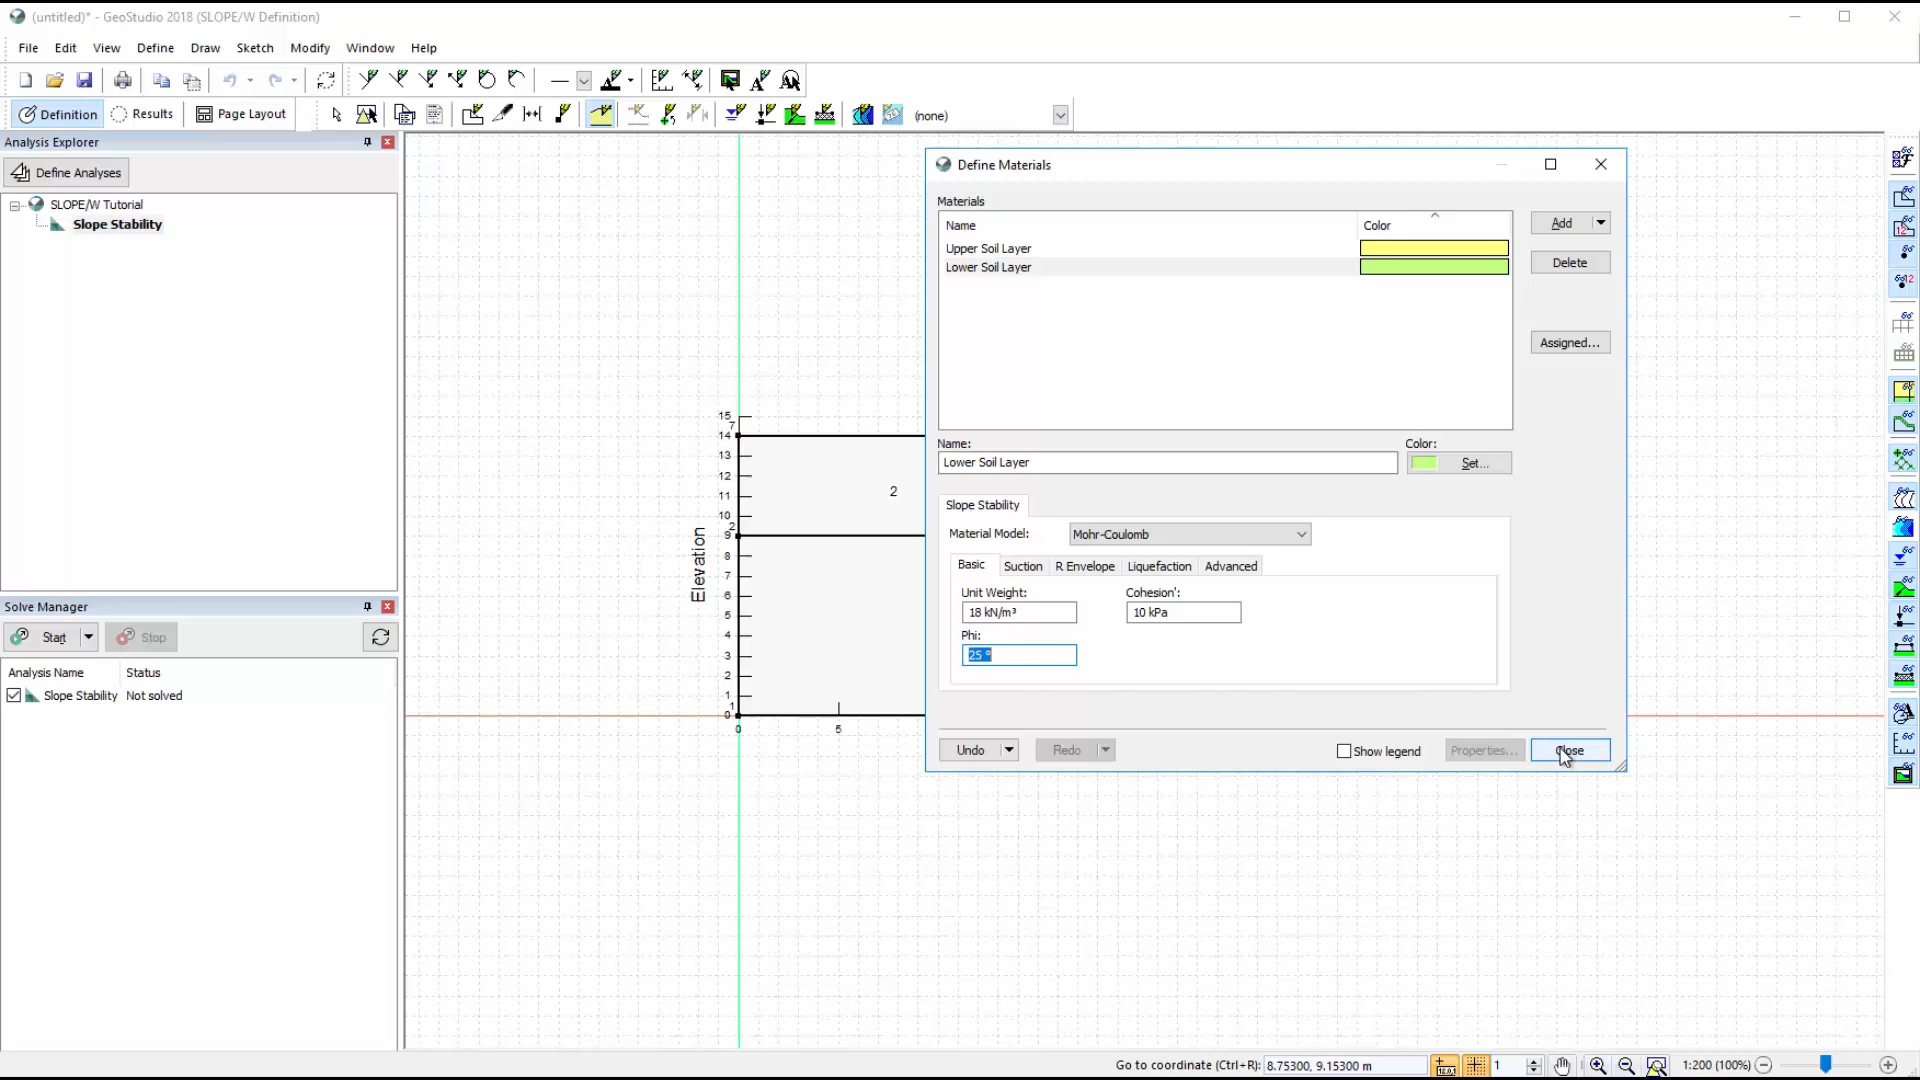 (untitled)* - GeoStudio 2018 (SLOPE/W Definition)
File Edit View Define Draw Sketch Modify Window Help
Definition Results Page Layout (none)
Analysis Explorer
Define Analyses
SLOPE/W Tutorial
Slope Stability
Solve Manager
Start Stop
Analysis Name Status
Slope Stability Not solved
Elevation
15
7
14
13
12
11
10
2
9
8
7
6
5
4
3
2
1
1
0
0 5
2
Define Materials
Materials
Name Color
Upper Soil Layer
Lower Soil Layer
Add
Delete
Assigned...
Name: Color:
Lower Soil Layer Set...
Slope Stability
Material Model: Mohr-Coulomb
Basic Suction R Envelope Liquefaction Advanced
Unit Weight: Cohesion':
18 kN/m³ 10 kPa
Phi:
25 °
Undo Redo Show legend Properties... Close
Go to coordinate (Ctrl+R): 8.75300, 9.15300 m 1 1:200 (100%)